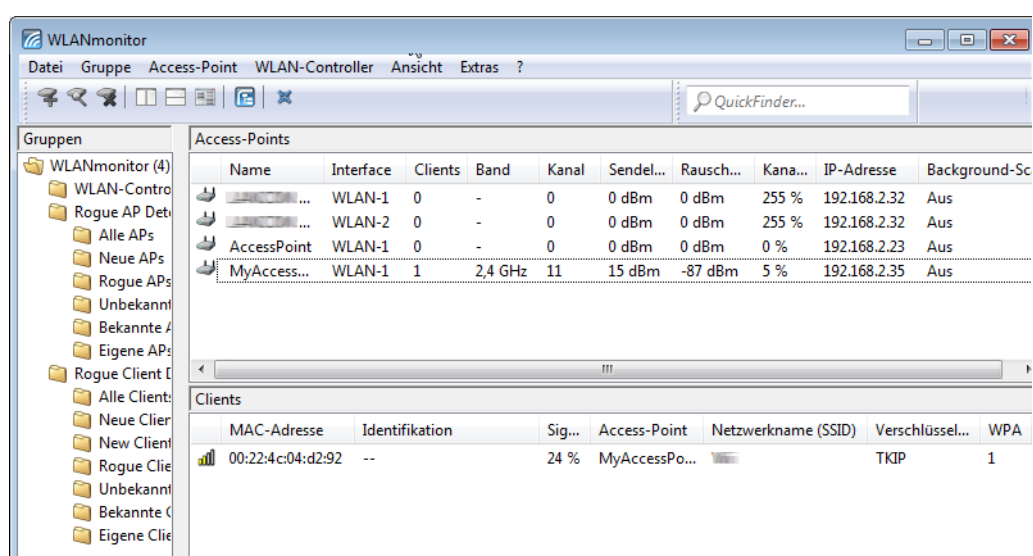 WLANmonitor
Datei Gruppe Access-Point WLAN-Controller Ansicht Extras ?
QuickFinder...
Gruppen
WLANmonitor (4)
WLAN-Contro
Rogue AP Dete
Alle APs
Neue APs
Rogue APs
Unbekannt
Bekannte A
Eigene APs
Rogue Client D
Alle Clients
Neue Clien
New Client
Rogue Clie
Unbekannt
Bekannte C
Eigene Clie
Access-Points
Name Interface Clients Band Kanal Sendel... Rausch... Kana... IP-Adresse Background-Sc
... WLAN-1 0 - 0 0 dBm 0 dBm 255 % 192.168.2.32 Aus
... WLAN-2 0 - 0 0 dBm 0 dBm 255 % 192.168.2.32 Aus
AccessPoint WLAN-1 0 - 0 0 dBm 0 dBm 0 % 192.168.2.23 Aus
MyAccess... WLAN-1 1 2,4 GHz 11 15 dBm -87 dBm 5 % 192.168.2.35 Aus
Clients
MAC-Adresse Identifikation Sig... Access-Point Netzwerkname (SSID) Verschlüssel... WPA
00:22:4c:04:d2:92 -- 24 % MyAccessPo... TKIP 1